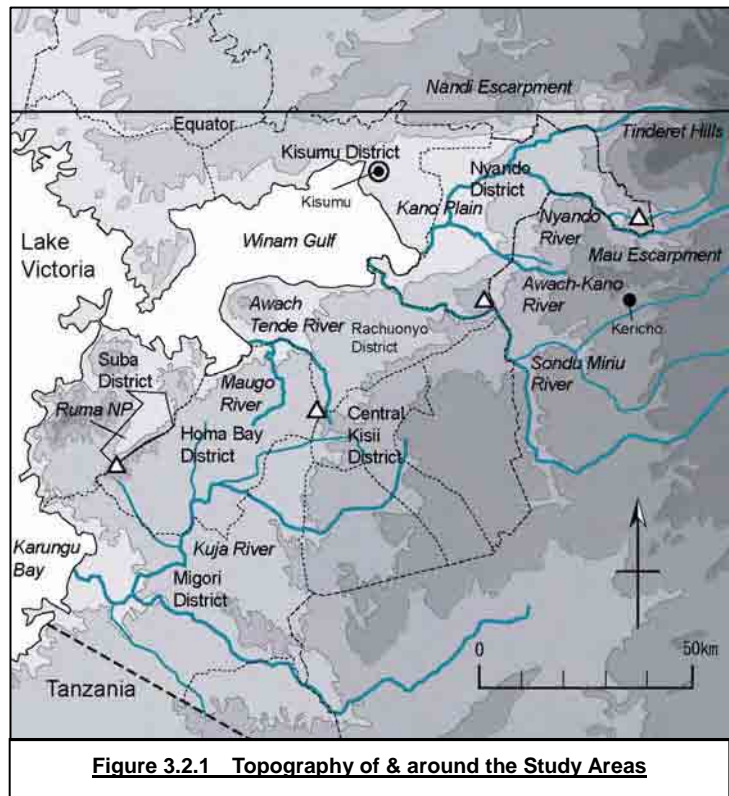 Nandi Escarpment
Equator
Tinderet Hills
Kisumu District
Kisumu
Nyando
District
Kano Plain
Winam Gulf
Nyando
River
Mau Escarpment
Lake
Victoria
Awach-Kano
River
Kericho
Awach
Tende River
Rachuonyo
District
Suba
District
Maugo
River
Sondu Miriu
River
Ruma NP
Homa Bay
District
Central
Kisii
District
Karungu
Bay
Kuja River
Migori
District
0
50km
Tanzania
Figure 3.2.1 Topography of & around the Study Areas